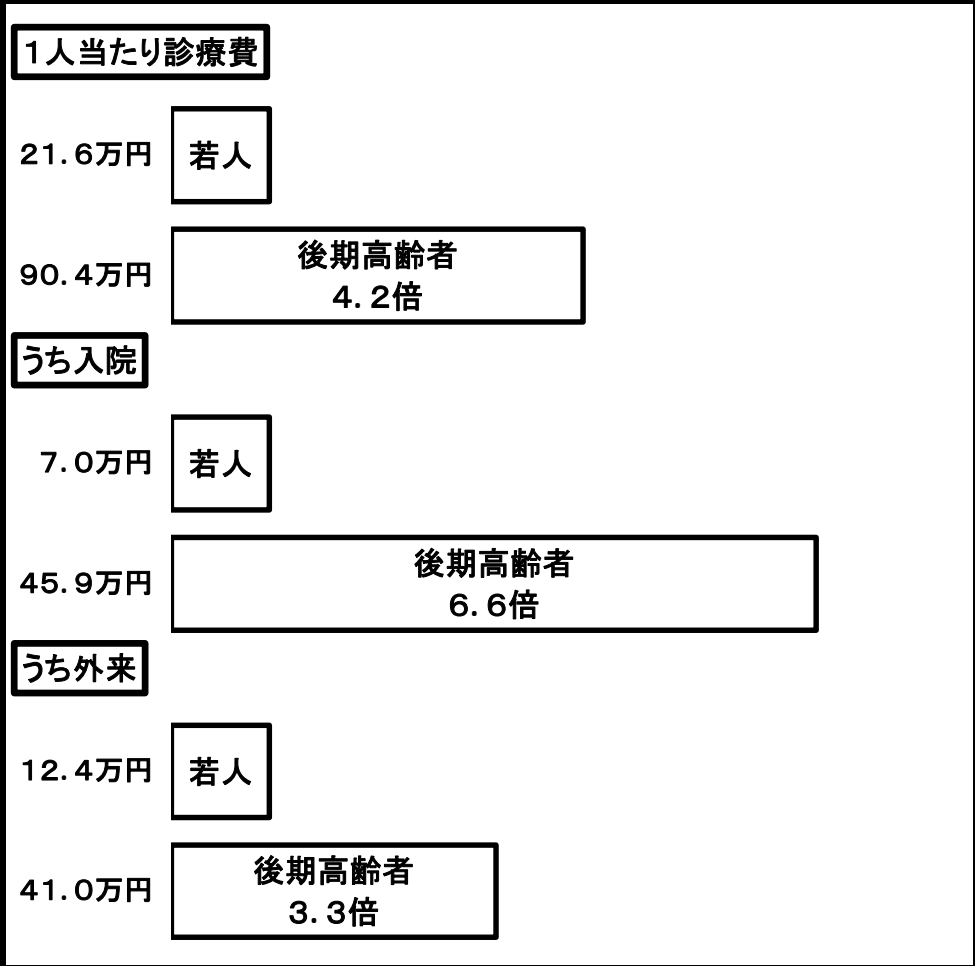 1人当たり診療費
21.6万円 若人
後期高齢者
90.4万円
4.2倍
うち入院
7.0万円 若人
後期高齢者
45.9万円
6.6倍
うち外来
12.4万円 若人
後期高齢者
41.0万円
3.3倍